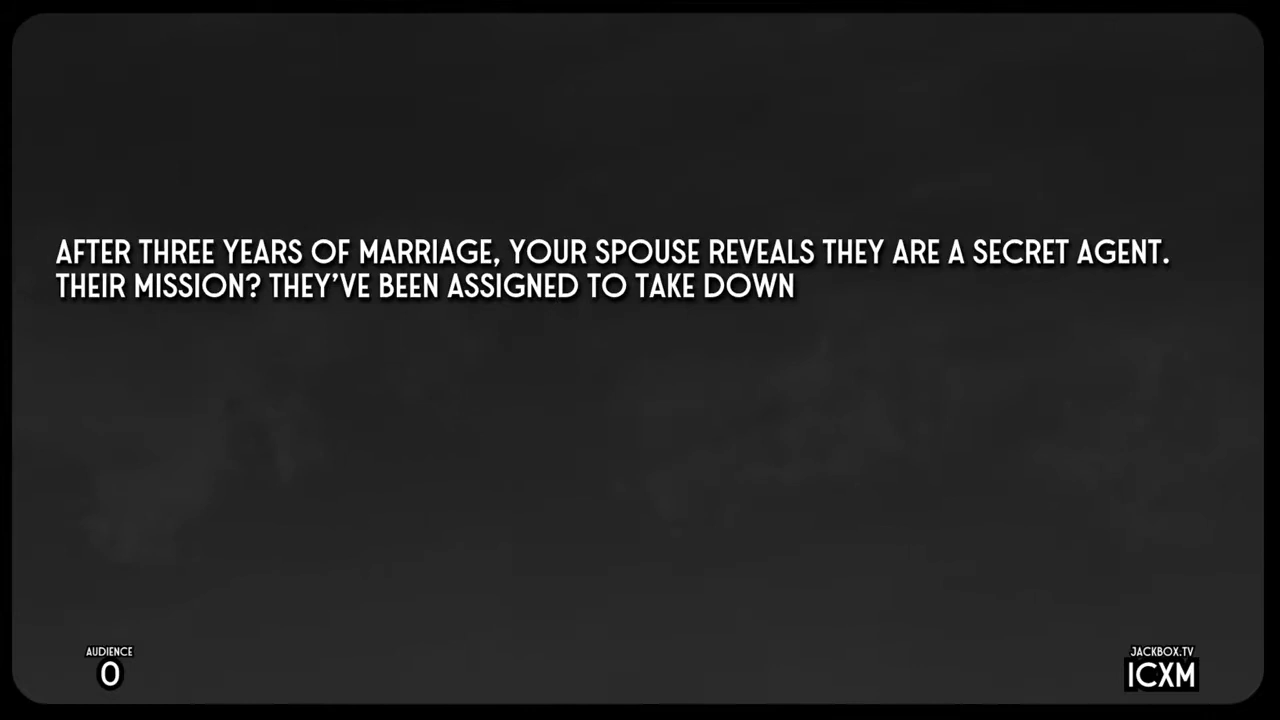 AFTER THREE YEARS OF MARRIAGE, YOUR SPOUSE REVEALS THEY ARE A SECRET AGENT.
THEIR MISSION? THEY’VE BEEN ASSIGNED TO TAKE DOWN
AUDIENCE
0
JACKBOX.TV
ICXM